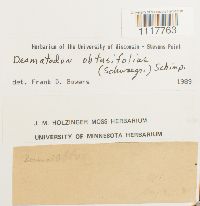 1117763
Herbarium of the University of Wisconsin - Stevens Point
Desmatodon obtusifolius
(Schwaegr.) Schimp.
det. Frank D. Bowers 1989
J. M. HOLZINGER MOSS HERBARIUM
UNIVERSITY OF MINNESOTA HERBARIUM